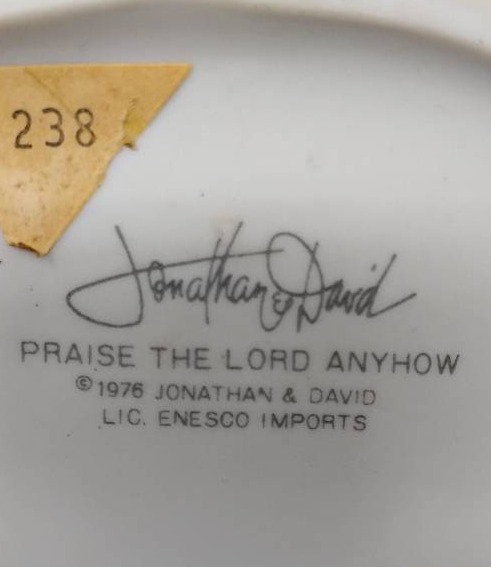 238
Jonathan & David
PRAISE THE LORD ANYHOW
© 1976 JONATHAN & DAVID
LIC. ENESCO IMPORTS